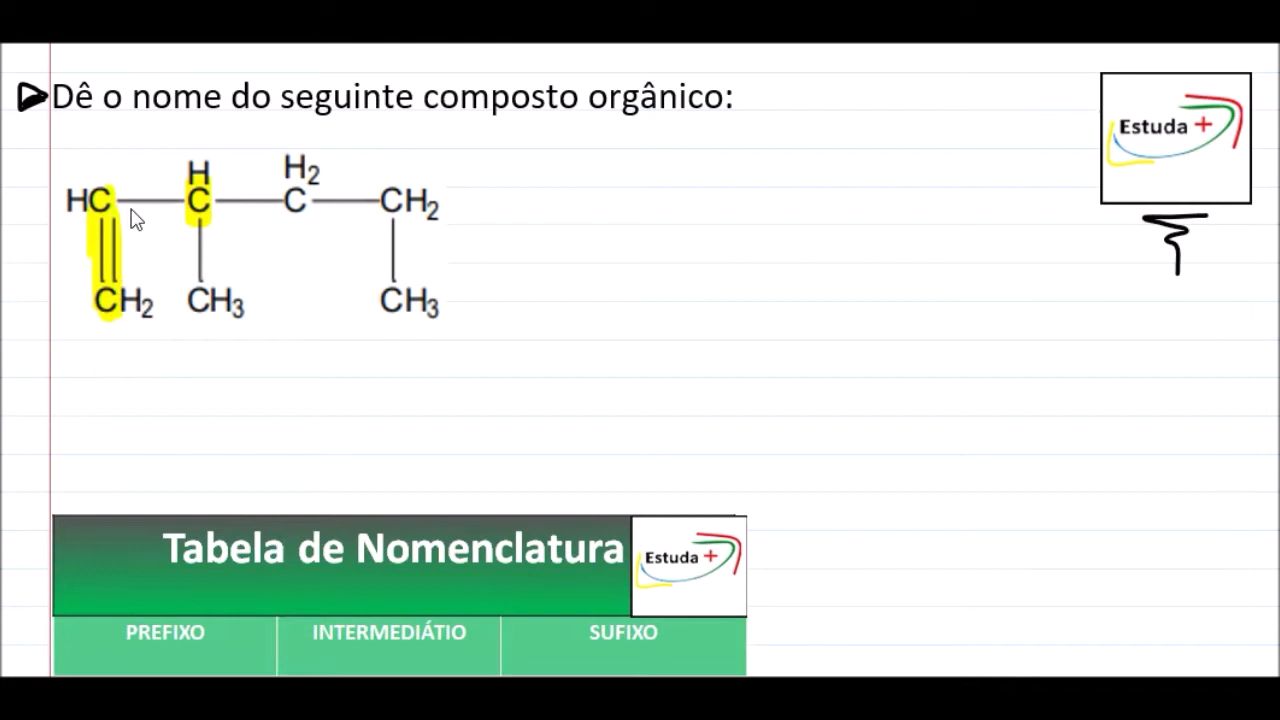 Dê o nome do seguinte composto orgânico:
Estuda +
H H2
HC C C CH2
CH2 CH3 CH3
Tabela de Nomenclatura
Estuda +
PREFIXO INTERMEDIÁTIO SUFIXO